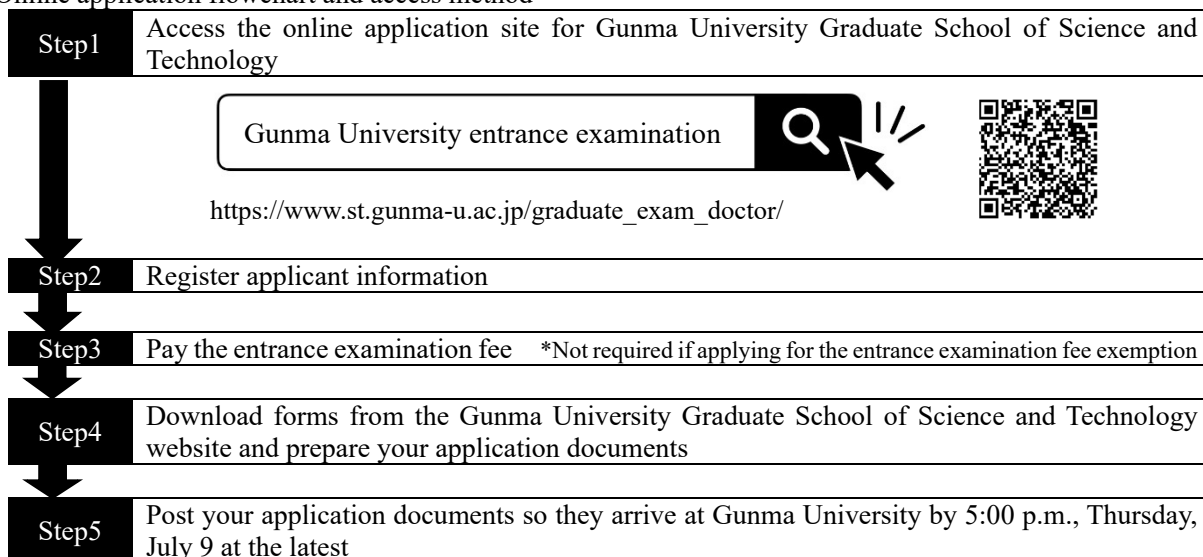 Online application flowchart and access method
Step1
Access the online application site for Gunma University Graduate School of Science and
Technology
Gunma University entrance examination
https://www.st.gunma-u.ac.jp/graduate_exam_doctor/
Step2
Register applicant information
Step3
Pay the entrance examination fee *Not required if applying for the entrance examination fee exemption
Step4
Download forms from the Gunma University Graduate School of Science and Technology
website and prepare your application documents
Step5
Post your application documents so they arrive at Gunma University by 5:00 p.m., Thursday,
July 9 at the latest